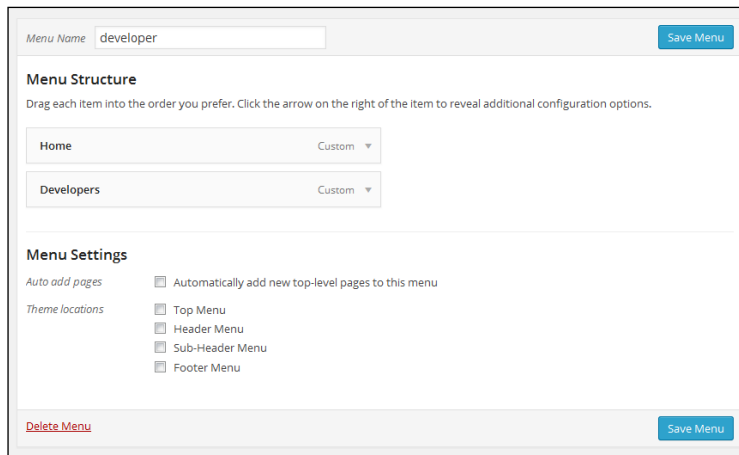 Menu Name developer Save Menu
Menu Structure
Drag each item into the order you prefer. Click the arrow on the right of the item to reveal additional configuration options.
Home Custom
Developers Custom
Menu Settings
Auto add pages Automatically add new top-level pages to this menu
Theme locations Top Menu
Header Menu
Sub-Header Menu
Footer Menu
Delete Menu Save Menu